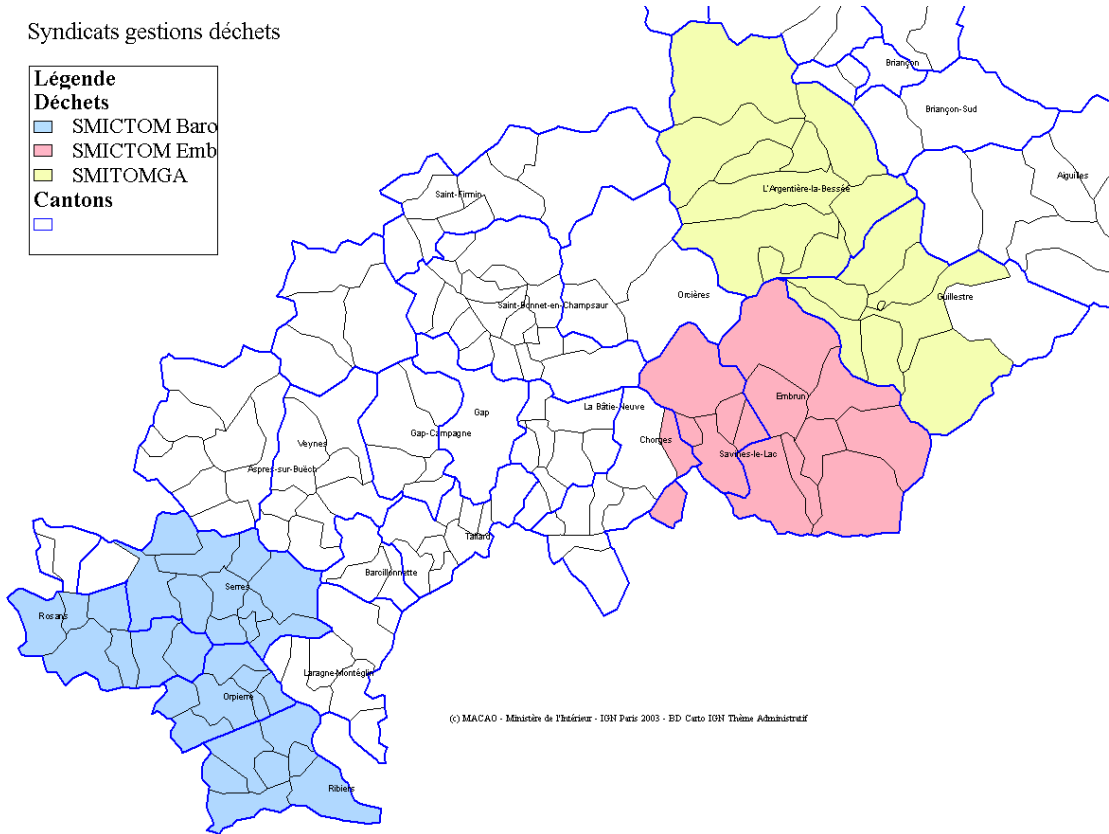 Syndicats gestions déchets
Légende
Déchets
SMICTOM Baro
SMICTOM Emb
SMITOMGA
Cantons
Briançon
Briançon-Sud
Aiguilles
L'Argentière-la-Bessée
Saint-Firmin
Guillestre
Orcières
Saint-Bonnet-en-Champsaur
Embrun
La Bâtie-Neuve
Gap
Gap-Campagne
Chorges
Veynes
Savines-le-Lac
Aspres-sur-Buëch
Tallard
Barcillonnette
Serres
Rosans
Laragne-Montéglin
Orpierre
(c) MACAO - Ministère de l'Intérieur - IGN Paris 2003 - BD Carto IGN Thème Administratif
Ribiers